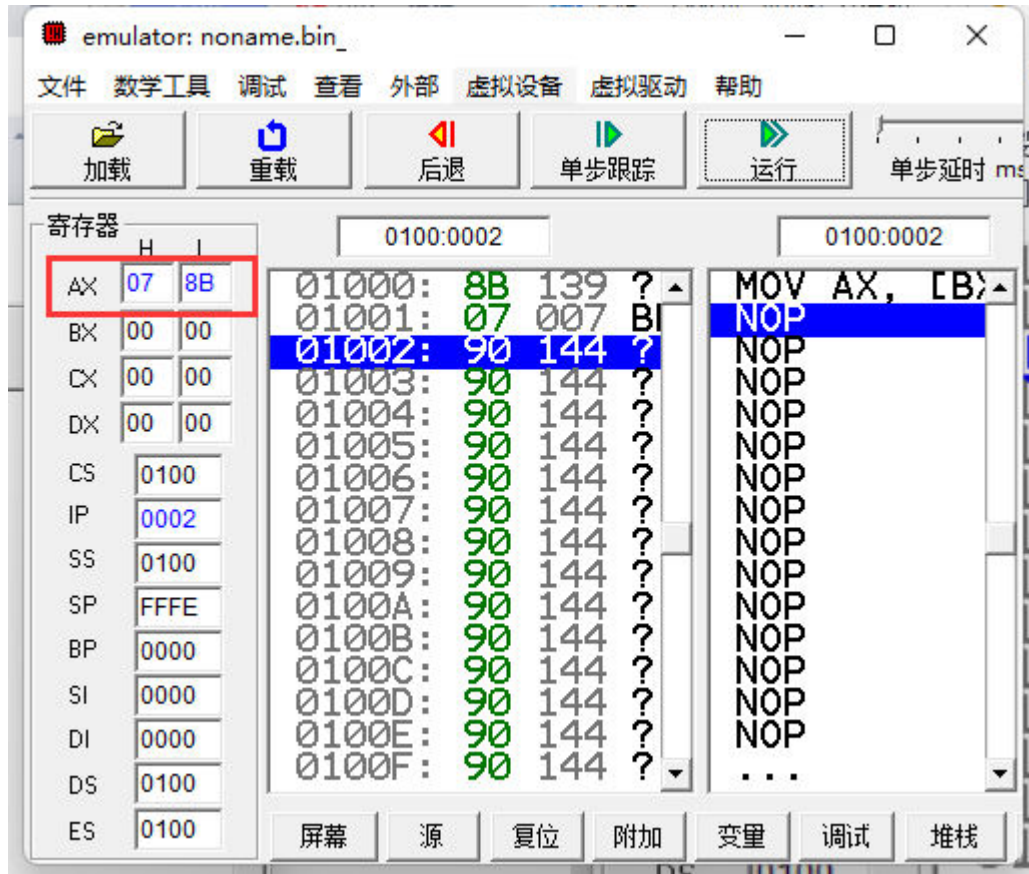 emulator: noname.bin_
文件 数学工具 调试 查看 外部 虚拟设备 虚拟驱动 帮助
加载 重载 后退 单步跟踪 运行 单步延时 ms
寄存器 0100:0002 0100:0002
H L
AX 07 8B
BX 00 00
CX 00 00
DX 00 00
CS 0100
IP 0002
SS 0100
SP FFFE
BP 0000
SI 0000
DI 0000
DS 0100
ES 0100
01000: 8B 139 ?
01001: 07 007 BE
01002: 90 144 ?
01003: 90 144 ?
01004: 90 144 ?
01005: 90 144 ?
01006: 90 144 ?
01007: 90 144 ?
01008: 90 144 ?
01009: 90 144 ?
0100A: 90 144 ?
0100B: 90 144 ?
0100C: 90 144 ?
0100D: 90 144 ?
0100E: 90 144 ?
0100F: 90 144 ?
MOV AX, [BX
NOP
NOP
NOP
NOP
NOP
NOP
NOP
NOP
NOP
NOP
NOP
NOP
NOP
NOP
...
屏幕 源 复位 附加 变量 调试 堆栈